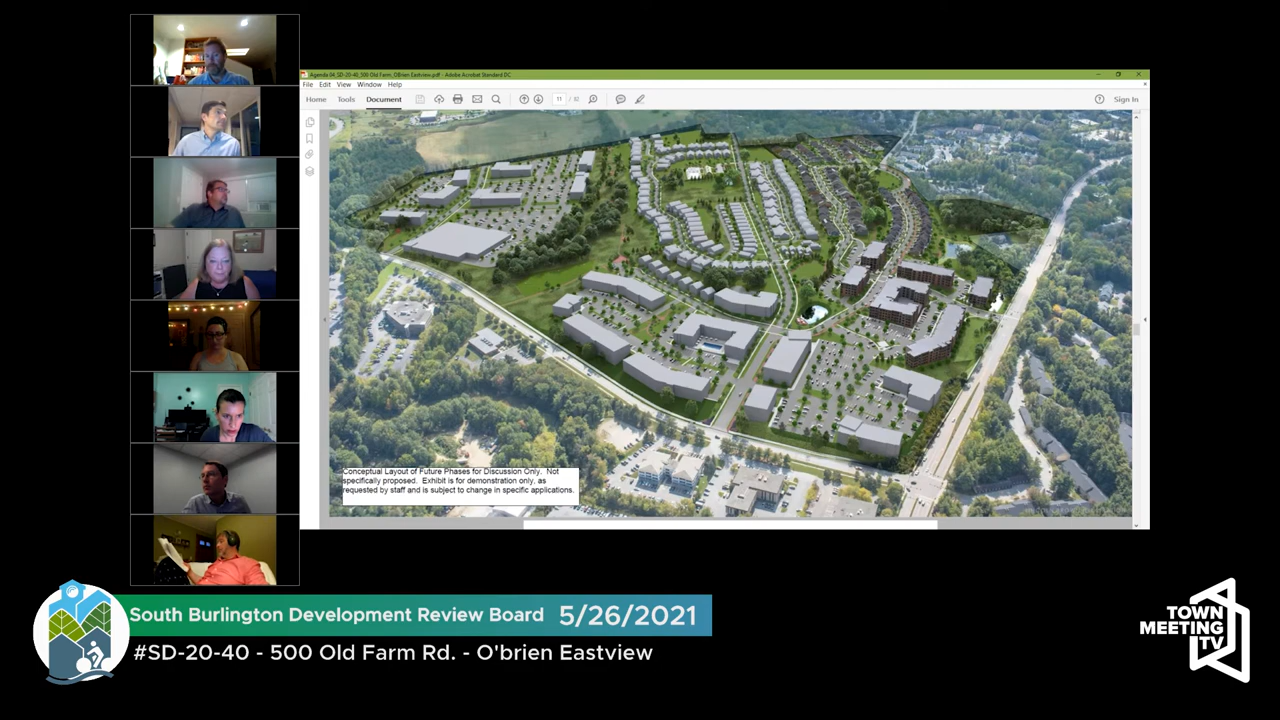 Agenda 04_SD-20-40_500 Old Farm_OBrien Eastview.pdf - Adobe Acrobat Standard DC
File Edit View Window Help
Home Tools Document
11 / 82
Sign In
Conceptual Layout of Future Phases for Discussion Only. Not
specifically proposed. Exhibit is for demonstration only, as
requested by staff and is subject to change in specific applications.
South Burlington Development Review Board 5/26/2021
#SD-20-40 - 500 Old Farm Rd. - O'brien Eastview
TOWN
MEETING
TV